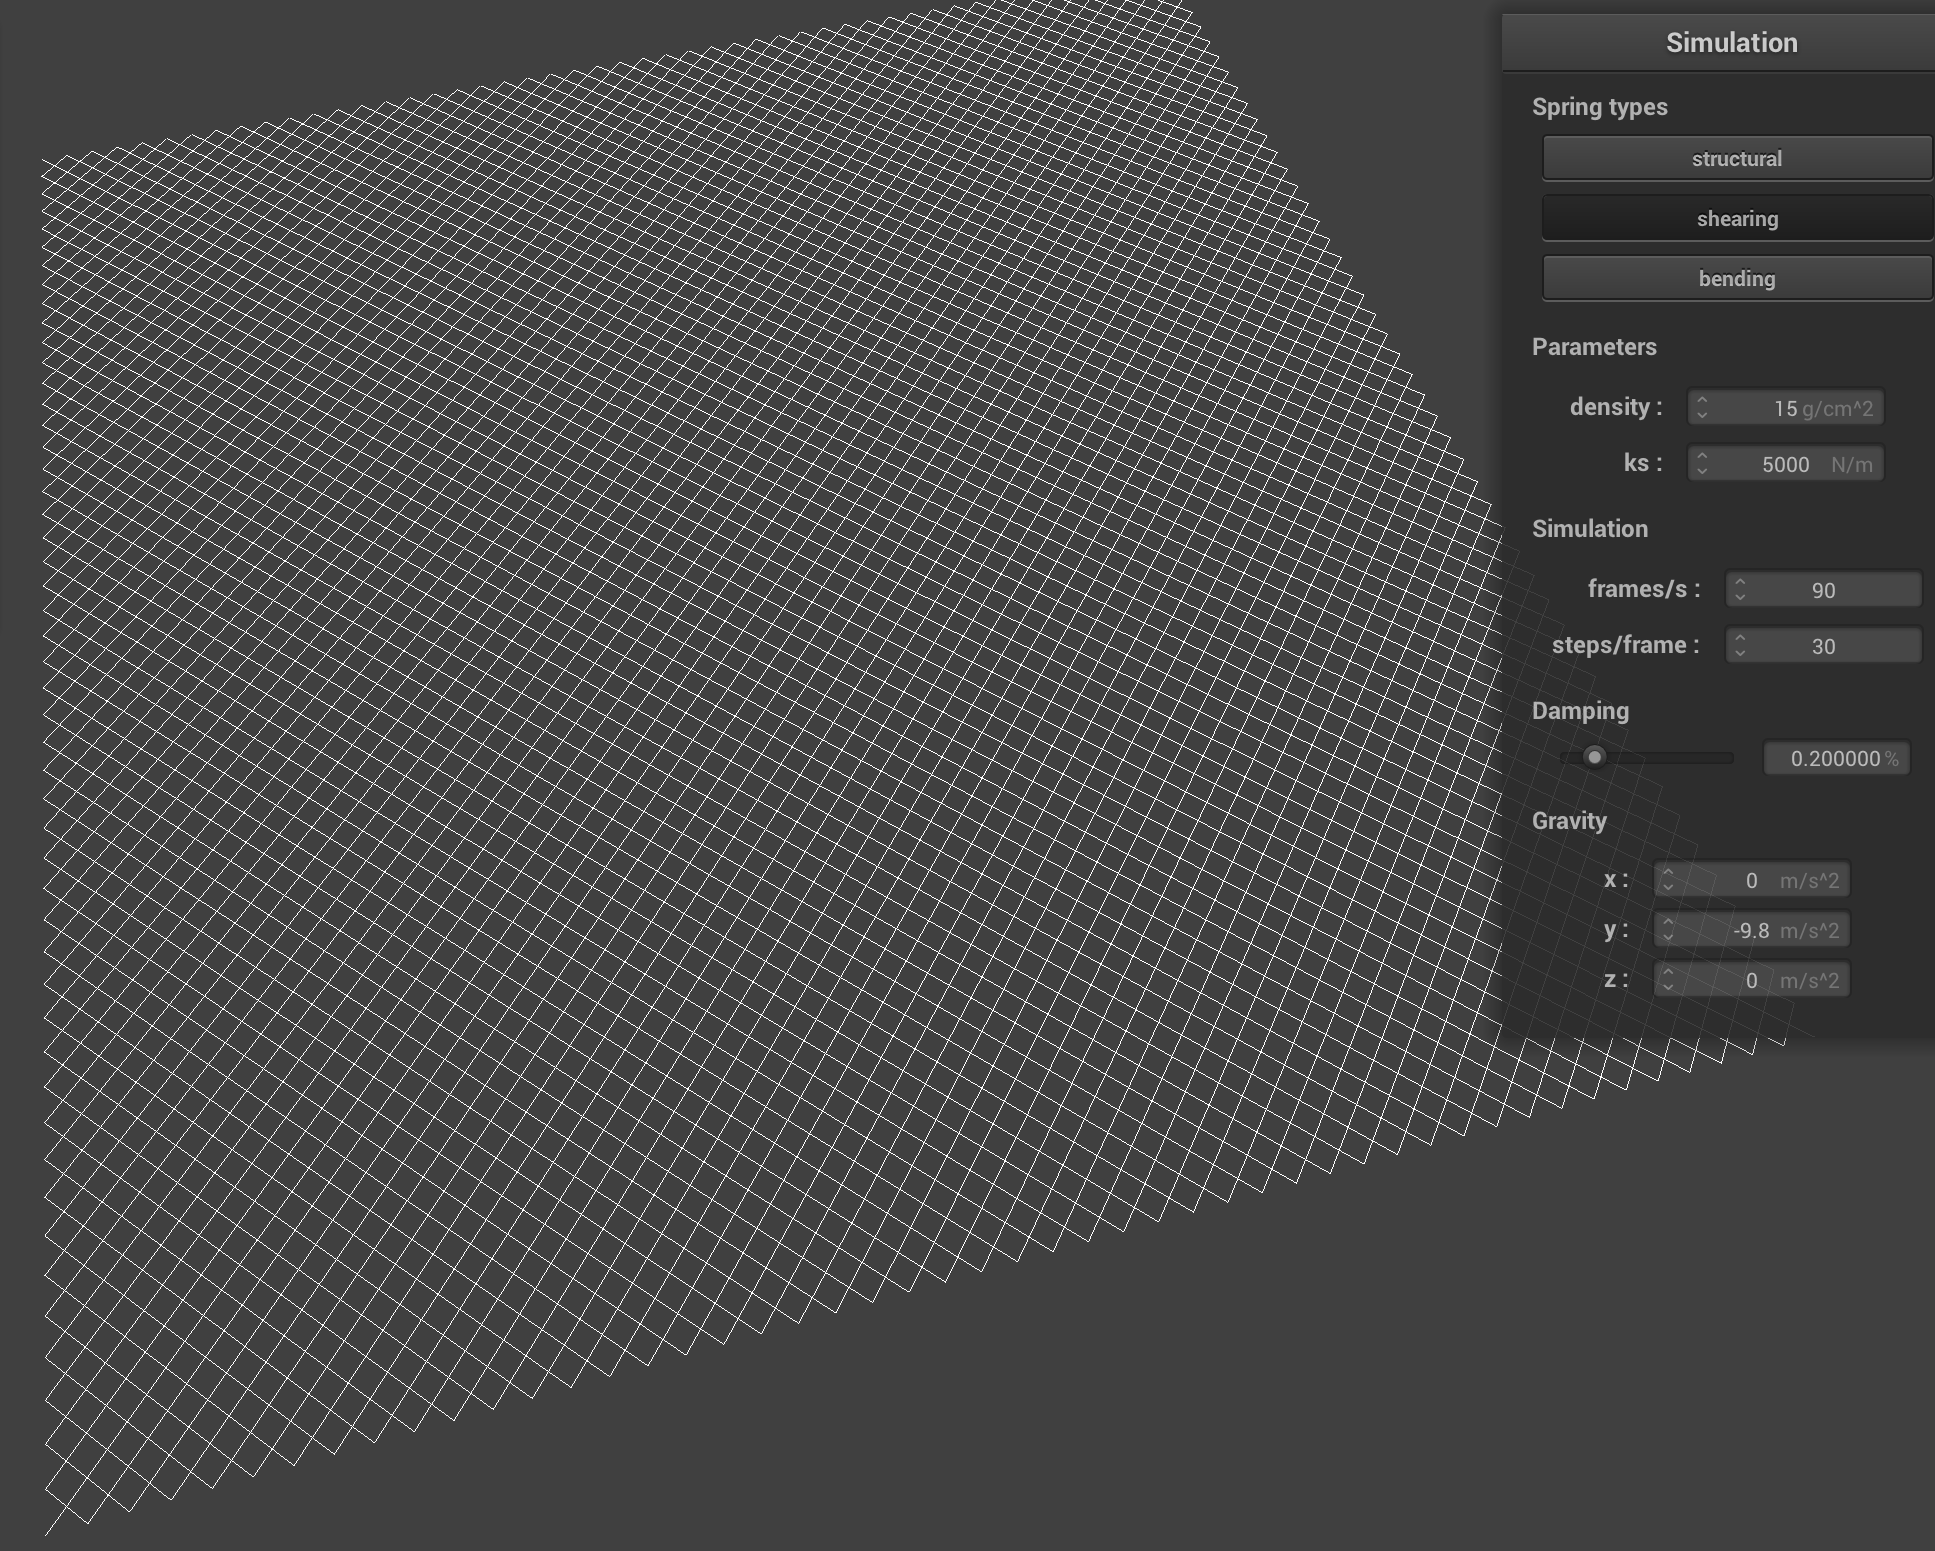 Simulation
Spring types
structural
shearing
bending
Parameters
density : 15 g/cm^2
ks : 5000 N/m
Simulation
frames/s : 90
steps/frame : 30
Damping
0.200000 %
Gravity
x : 0 m/s^2
y : -9.8 m/s^2
z : 0 m/s^2